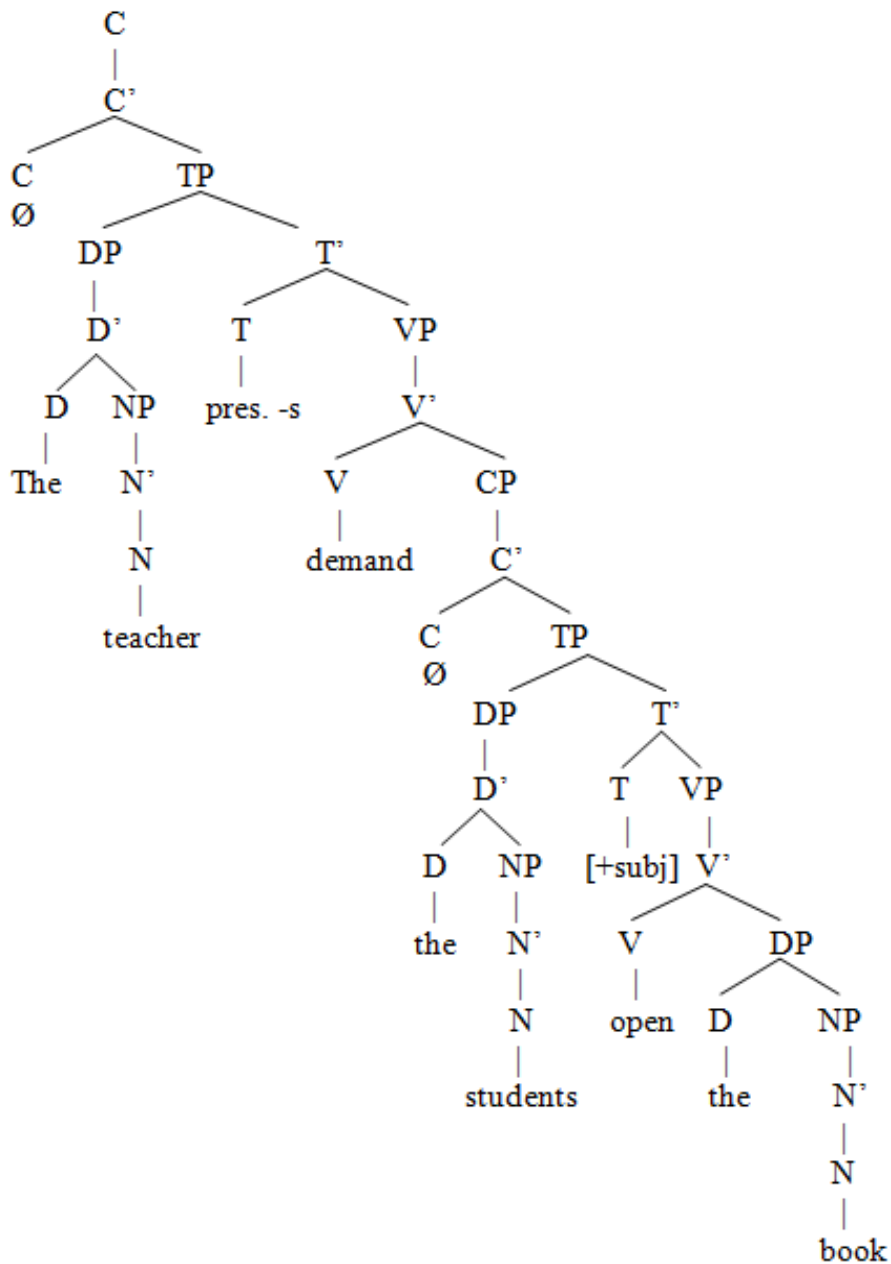 C
C’
C TP
Ø
DP T’
D’ T VP
D NP pres. -s V’
The N’ V CP
N demand C’
teacher C TP
Ø
DP T’
D’ T VP
D NP [+subj] V’
the N’ V DP
N open D NP
students the N’
N
book